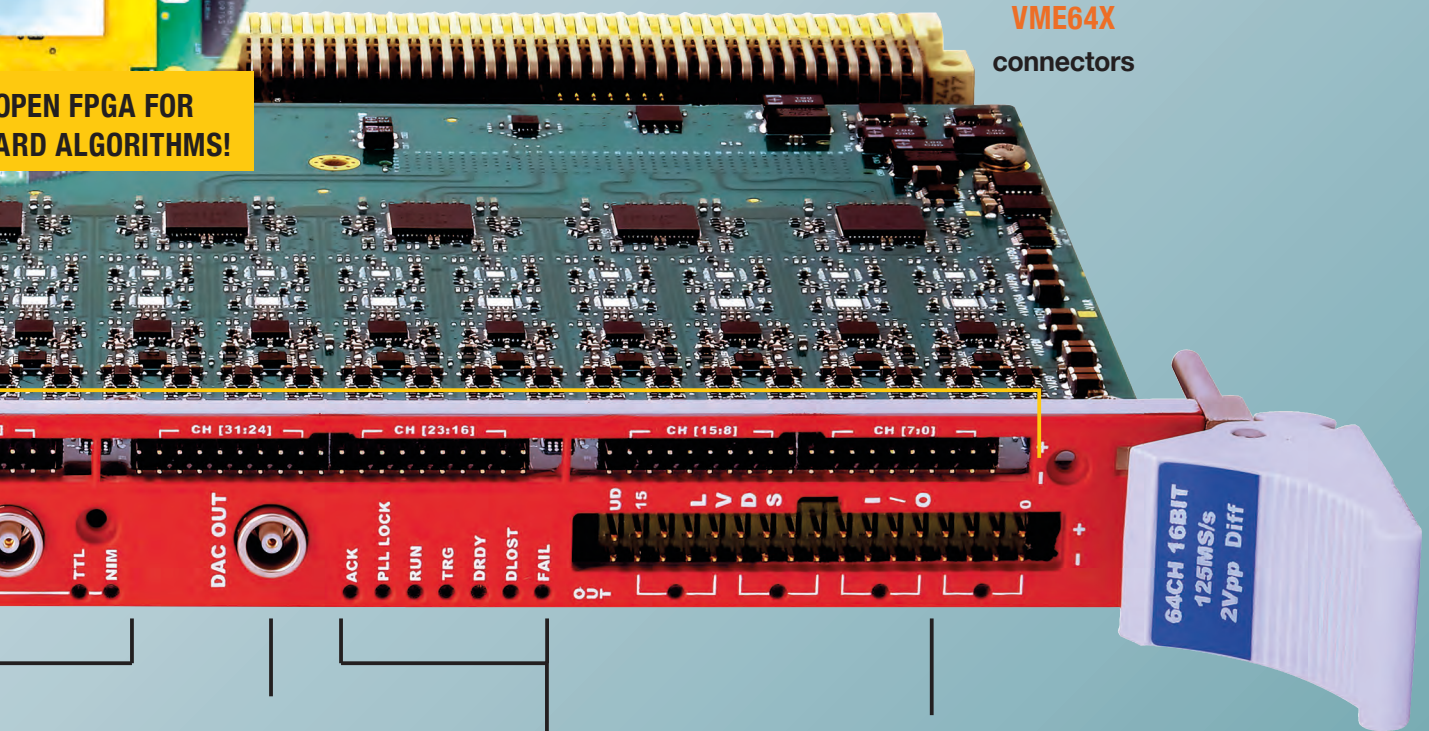 VME64X
connectors
OPEN FPGA FOR
ARD ALGORITHMS!
CH [31:24]
CH [23:16]
CH [15:8]
CH [7:0]
+
-
TTL
NIM
DAC OUT
ACK
PLL LOCK
RUN
TRG
DRDY
DLOST
FAIL
UD
15
LVDS I/O
0
+
-
OUT
64CH 16BIT
125MS/s
2Vpp Diff